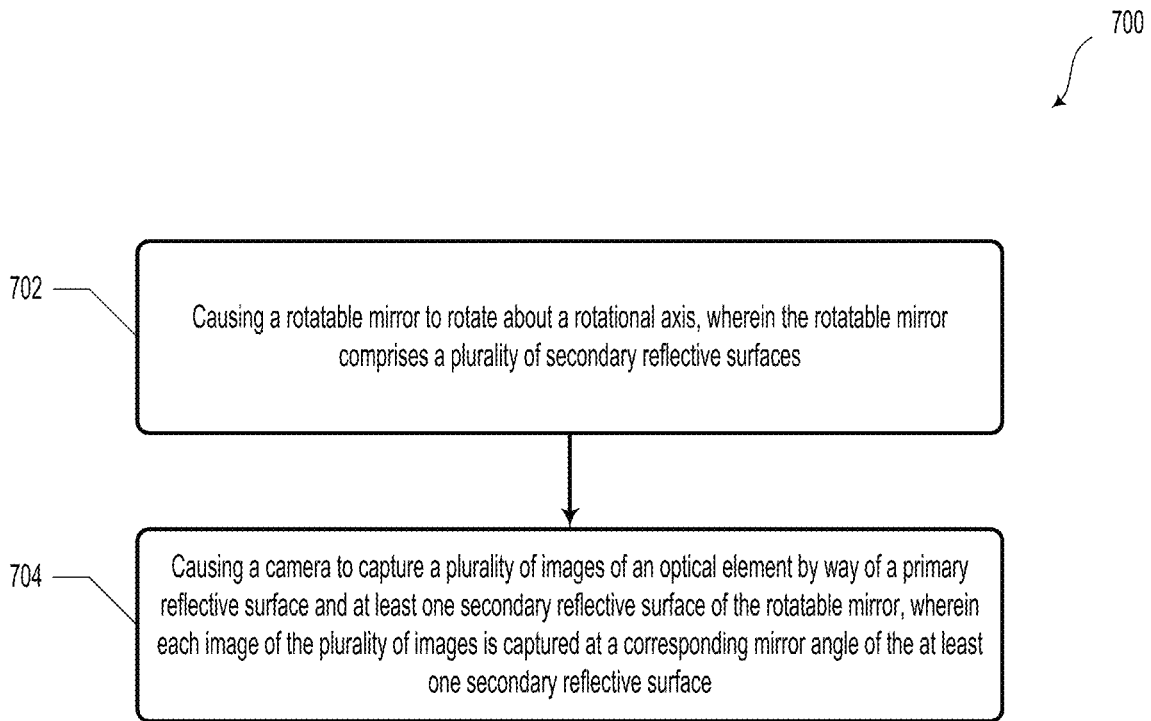 700
702
Causing a rotatable mirror to rotate about a rotational axis, wherein the rotatable mirror
comprises a plurality of secondary reflective surfaces
704
Causing a camera to capture a plurality of images of an optical element by way of a primary
reflective surface and at least one secondary reflective surface of the rotatable mirror, wherein
each image of the plurality of images is captured at a corresponding mirror angle of the at least
one secondary reflective surface